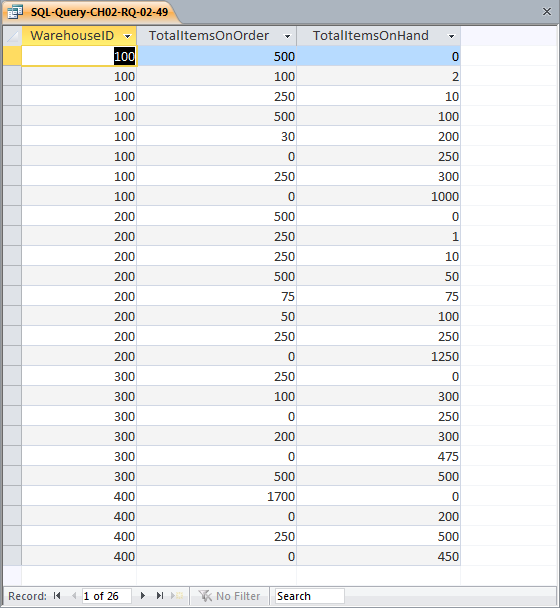 SQL-Query-CH02-RQ-02-49
WarehouseID TotalItemsOnOrder TotalItemsOnHand
100 500 0
100 100 2
100 250 10
100 500 100
100 30 200
100 0 250
100 250 300
100 0 1000
200 500 0
200 250 1
200 250 10
200 500 50
200 75 75
200 50 100
200 250 250
200 0 1250
300 250 0
300 100 300
300 0 250
300 200 300
300 0 475
300 500 500
400 1700 0
400 0 200
400 250 500
400 0 450
Record: 1 of 26 No Filter Search